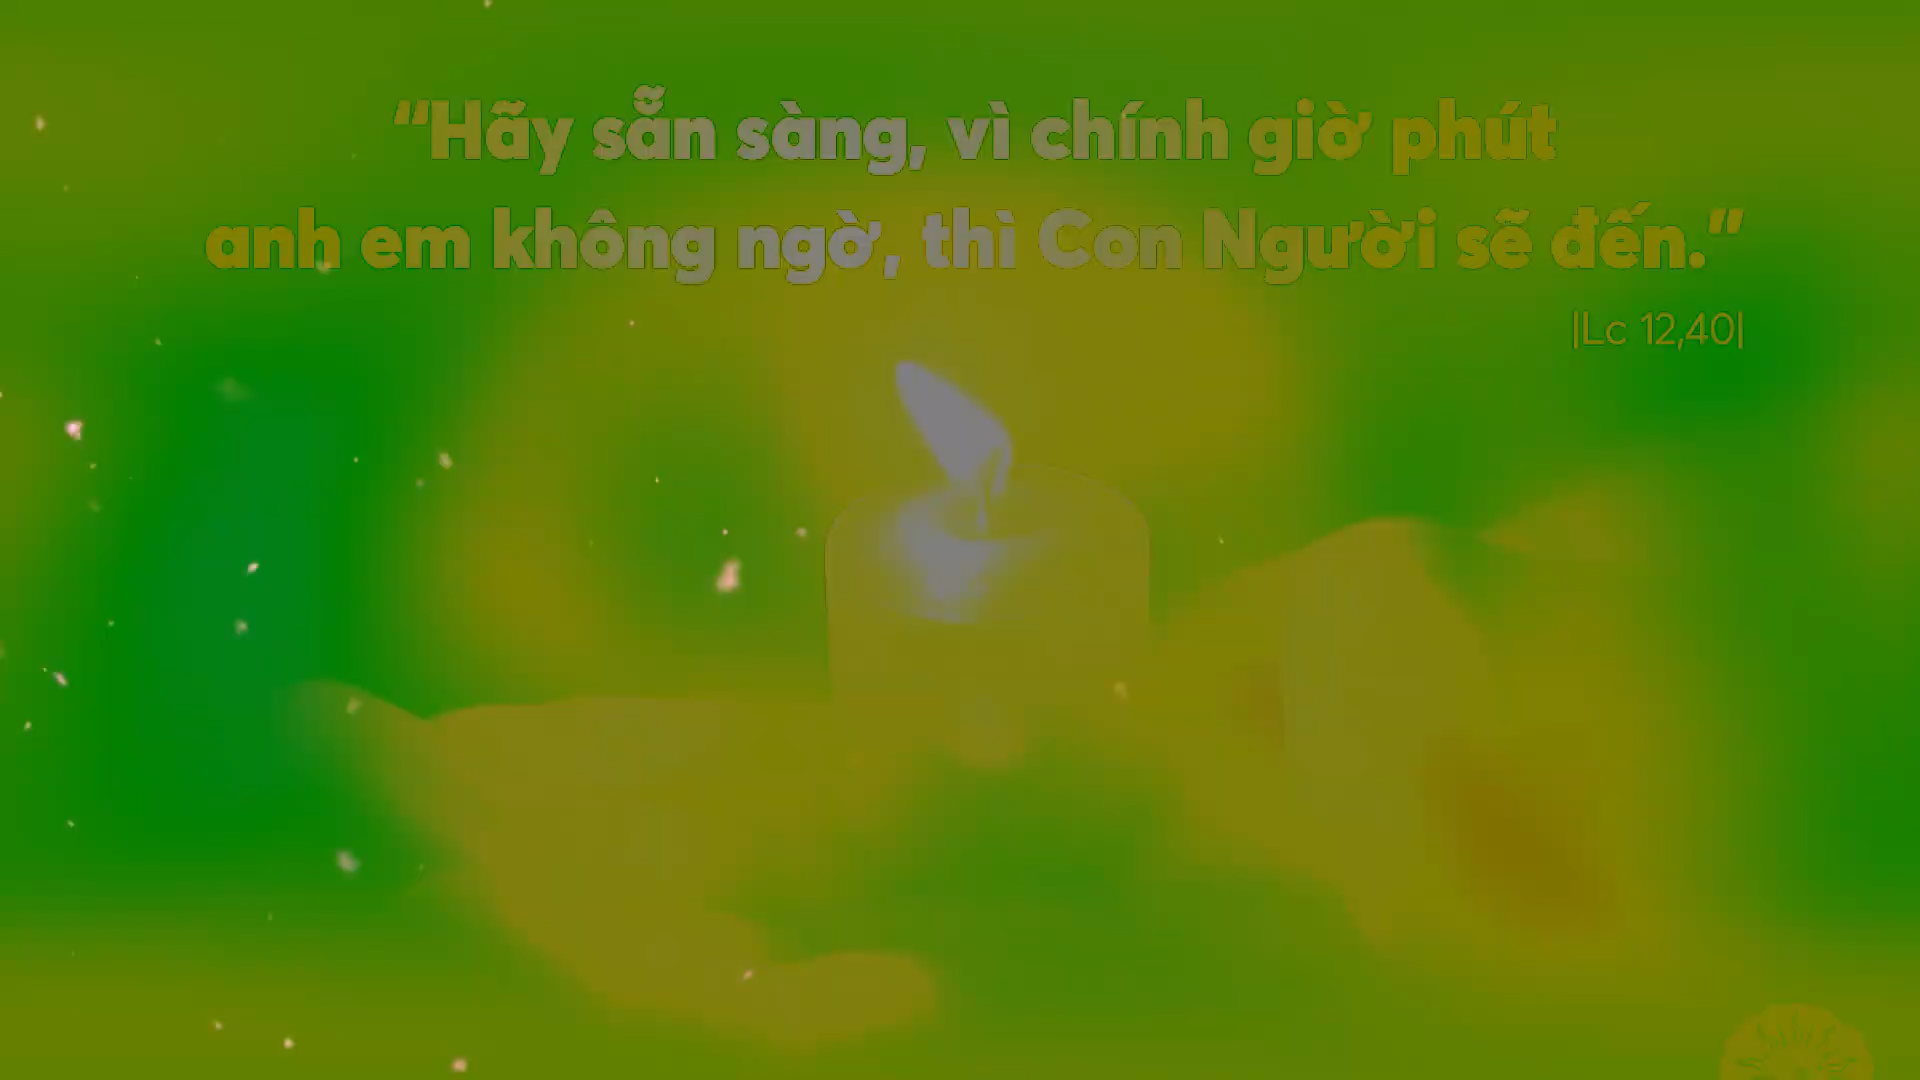 “Hãy sẵn sàng, vì chính giờ phút
anh em không ngờ, thì Con Người sẽ đến.”
|Lc 12,40|